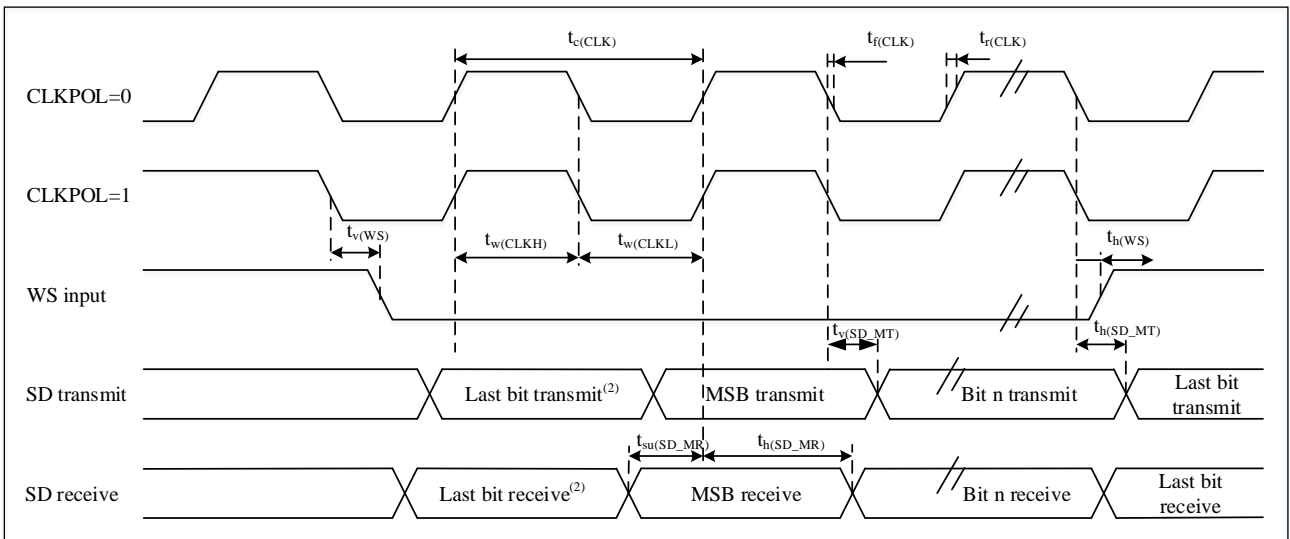 t_c(CLK)
t_f(CLK)
t_r(CLK)
CLKPOL=0
CLKPOL=1
t_v(WS)
t_w(CLKH)
t_w(CLKL)
t_h(WS)
WS input
t_v(SD_MT)
t_h(SD_MT)
SD transmit
Last bit transmit(2)
MSB transmit
Bit n transmit
Last bit
transmit
t_su(SD_MR)
t_h(SD_MR)
SD receive
Last bit receive(2)
MSB receive
Bit n receive
Last bit
receive